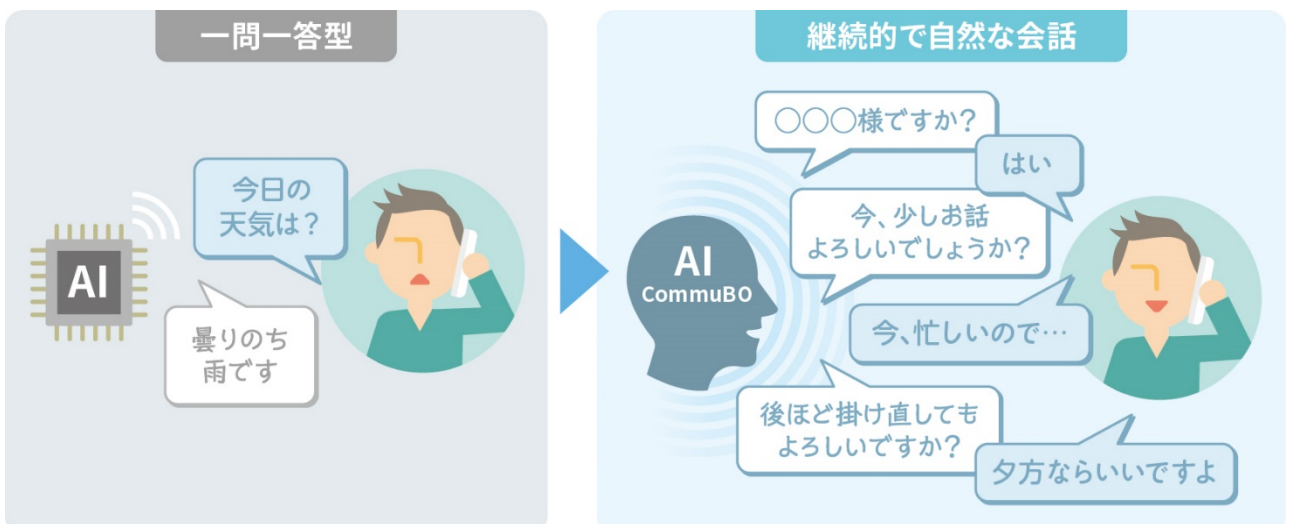 一問一答型
今日の
天気は？
AI
曇りのち
雨です
継続的で自然な会話
○○○様ですか？
はい
今、少しお話
よろしいでしょうか？
AI
CommuBO
今、忙しいので…
後ほど掛け直しても
よろしいですか？
夕方ならいいですよ